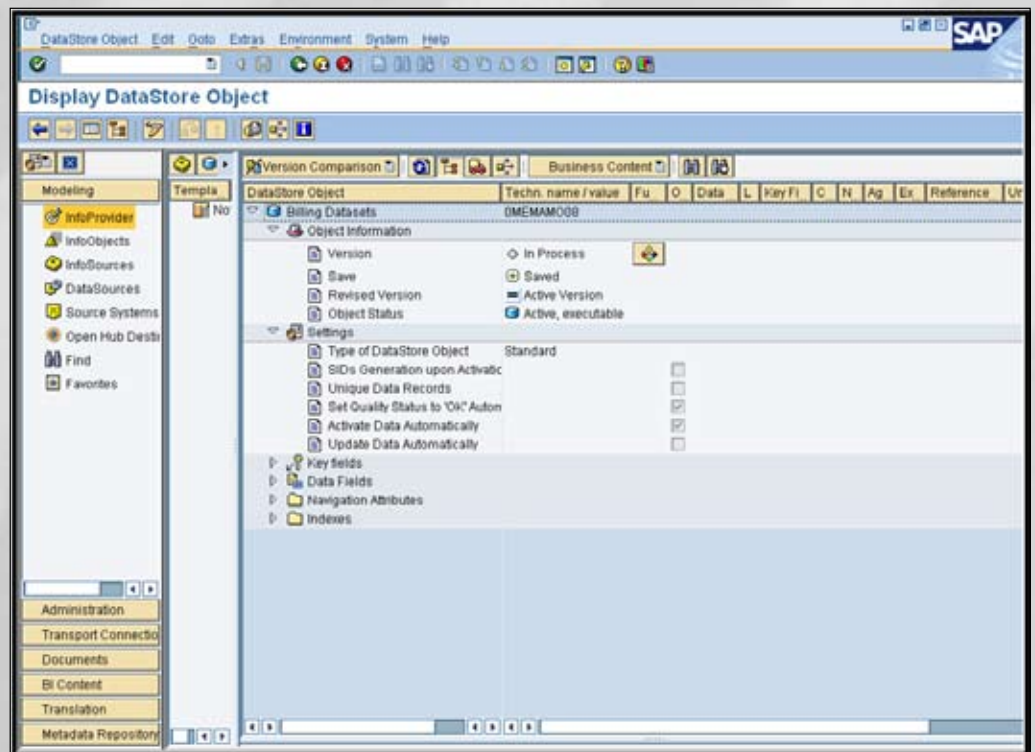 DataStore Object Edit Goto Extras Environment System Help
SAP
Display DataStore Object
Version Comparison Business Content
Modeling
InfoProvider
InfoObjects
InfoSources
DataSources
Source Systems
Open Hub Desti
Find
Favorites
Administration
Transport Connectio
Documents
BI Content
Translation
Metadata Repository
Templa
No
DataStore Object Techn. name / value Fu O Data L Key Fi C N Ag Ex Reference Un
Billing Datasets 0MEMAMO08
Object Information
Version In Process
Save Saved
Revised Version Active Version
Object Status Active, executable
Settings
Type of DataStore Object Standard
SIDs Generation upon Activatic
Unique Data Records
Set Quality Status to 'OK' Autom
Activate Data Automatically
Update Data Automatically
Key fields
Data Fields
Navigation Attributes
Indexes